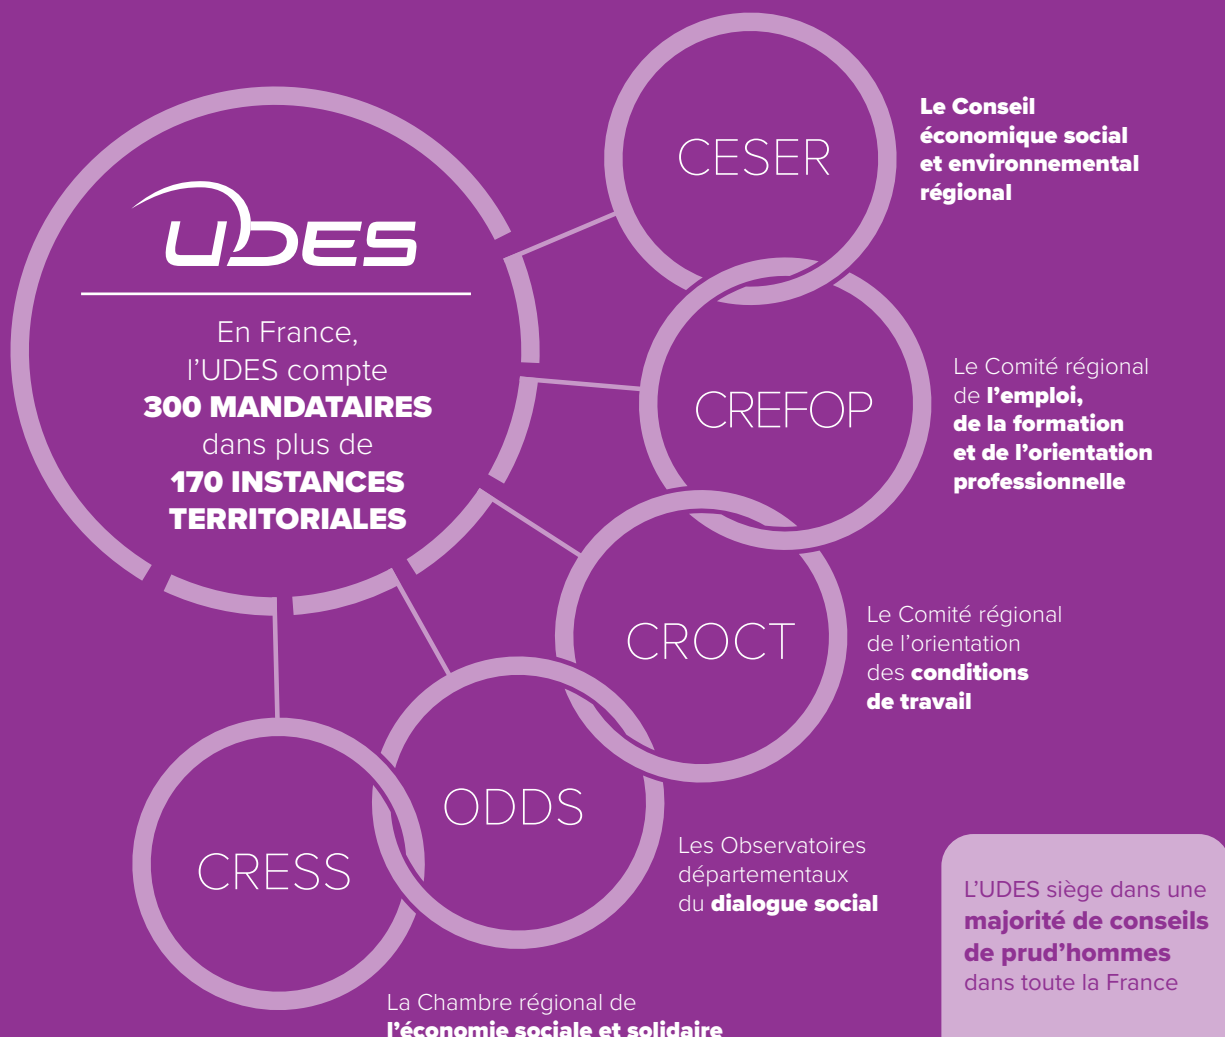 UDES
En France,
l'UDES compte
300 MANDATAIRES
dans plus de
170 INSTANCES
TERRITORIALES
CESER
Le Conseil
économique social
et environnemental
régional
CREFOP
Le Comité régional
de l'emploi,
de la formation
et de l'orientation
professionnelle
CROCT
Le Comité régional
de l'orientation
des conditions
de travail
ODDS
Les Observatoires
départementaux
du dialogue social
CRESS
La Chambre régional de
l'économie sociale et solidaire
L'UDES siège dans une
majorité de conseils
de prud'hommes
dans toute la France